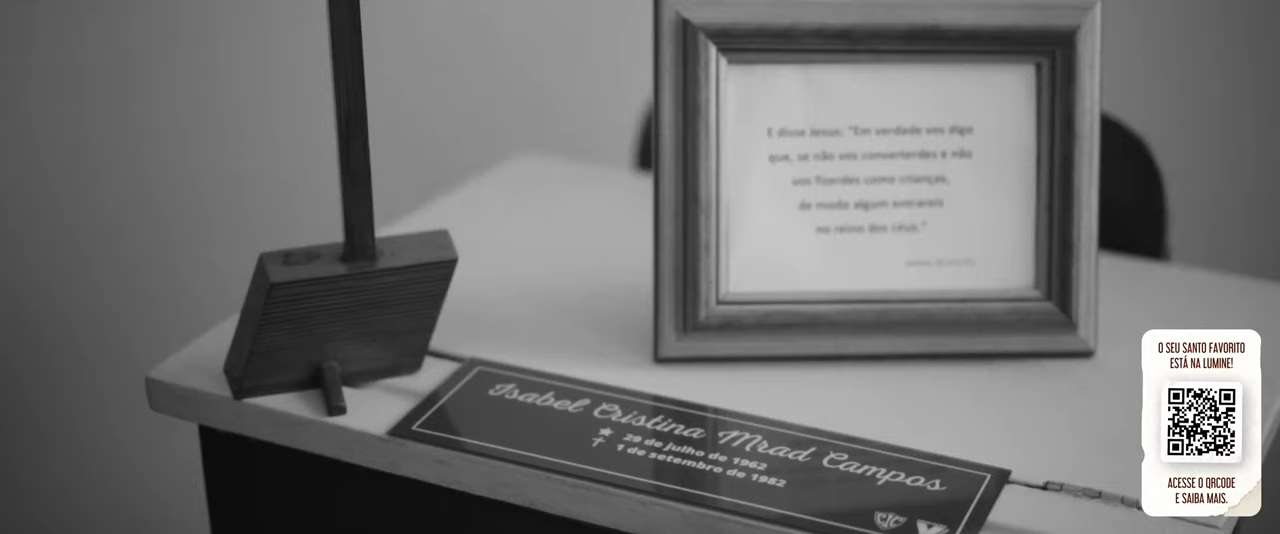 E disse Jesus: "Em verdade vos digo
que, se não vos converterdes e não
vos fizerdes como crianças,
de modo algum entrareis
no reino dos céus."
Isabel Cristina Mrad Campos
29 de julho de 1962
1 de setembro de 1982
CJC
O SEU SANTO FAVORITO
ESTÁ NA LUMINE!
ACESSE O QRCODE
E SAIBA MAIS.